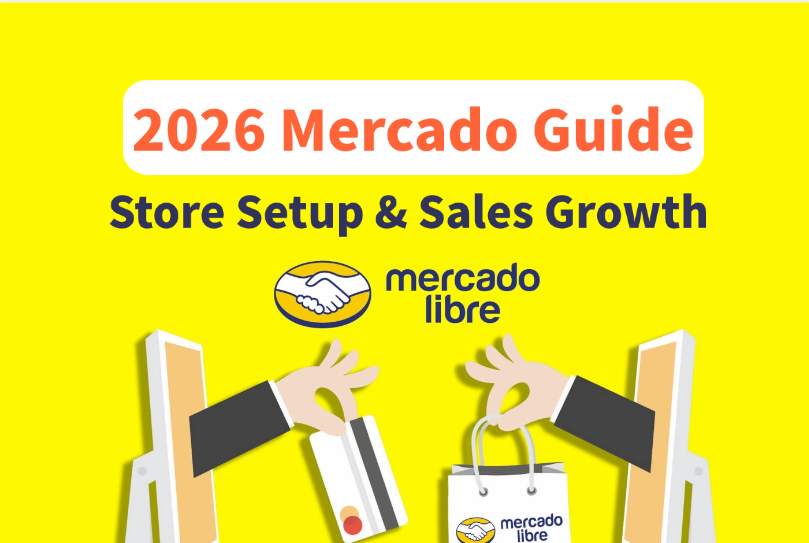 2026 Mercado Guide
Store Setup & Sales Growth
mercado
libre
mercado
libre